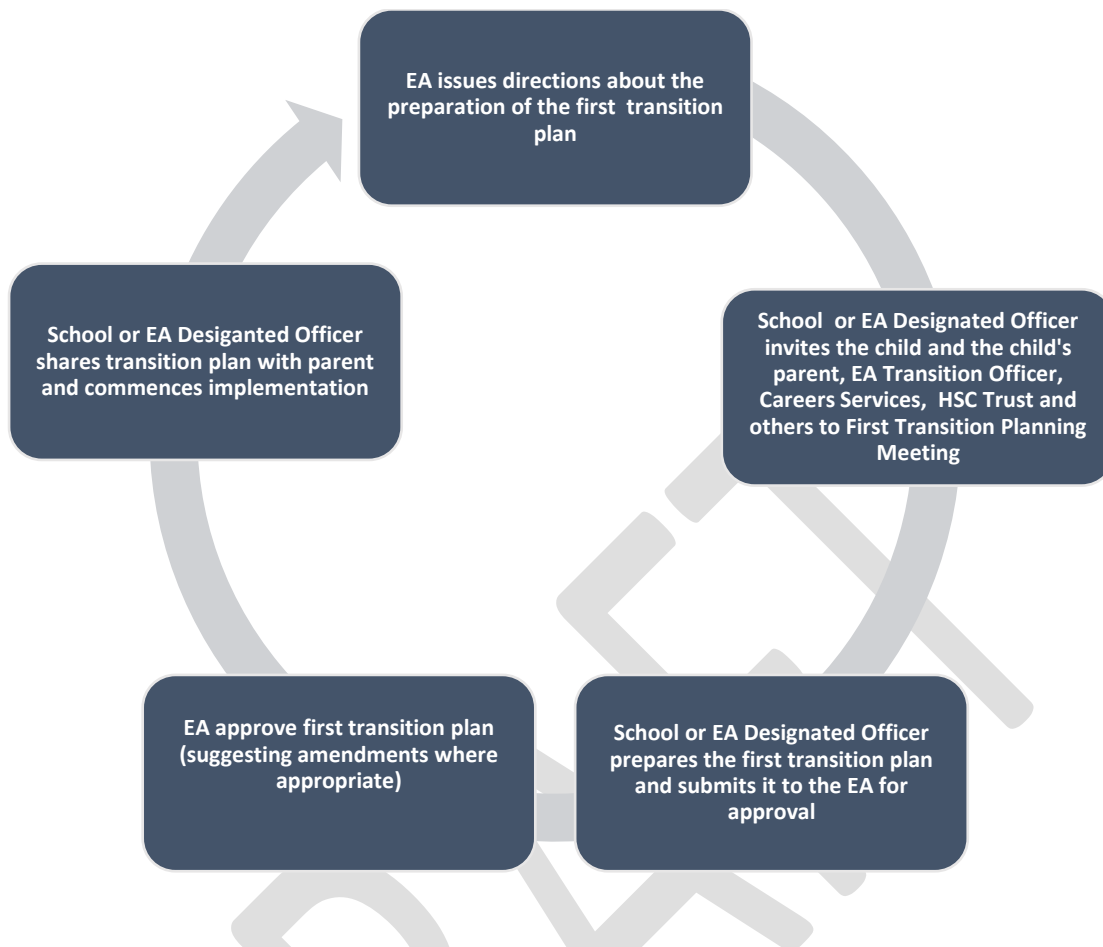 EA issues directions about the
preparation of the first transition
plan
School or EA Designated Officer
invites the child and the child's
parent, EA Transition Officer,
Careers Services, HSC Trust and
others to First Transition Planning
Meeting
School or EA Designated Officer
prepares the first transition plan
and submits it to the EA for
approval
EA approve first transition plan
(suggesting amendments where
appropriate)
School or EA Desiganted Officer
shares transition plan with parent
and commences implementation